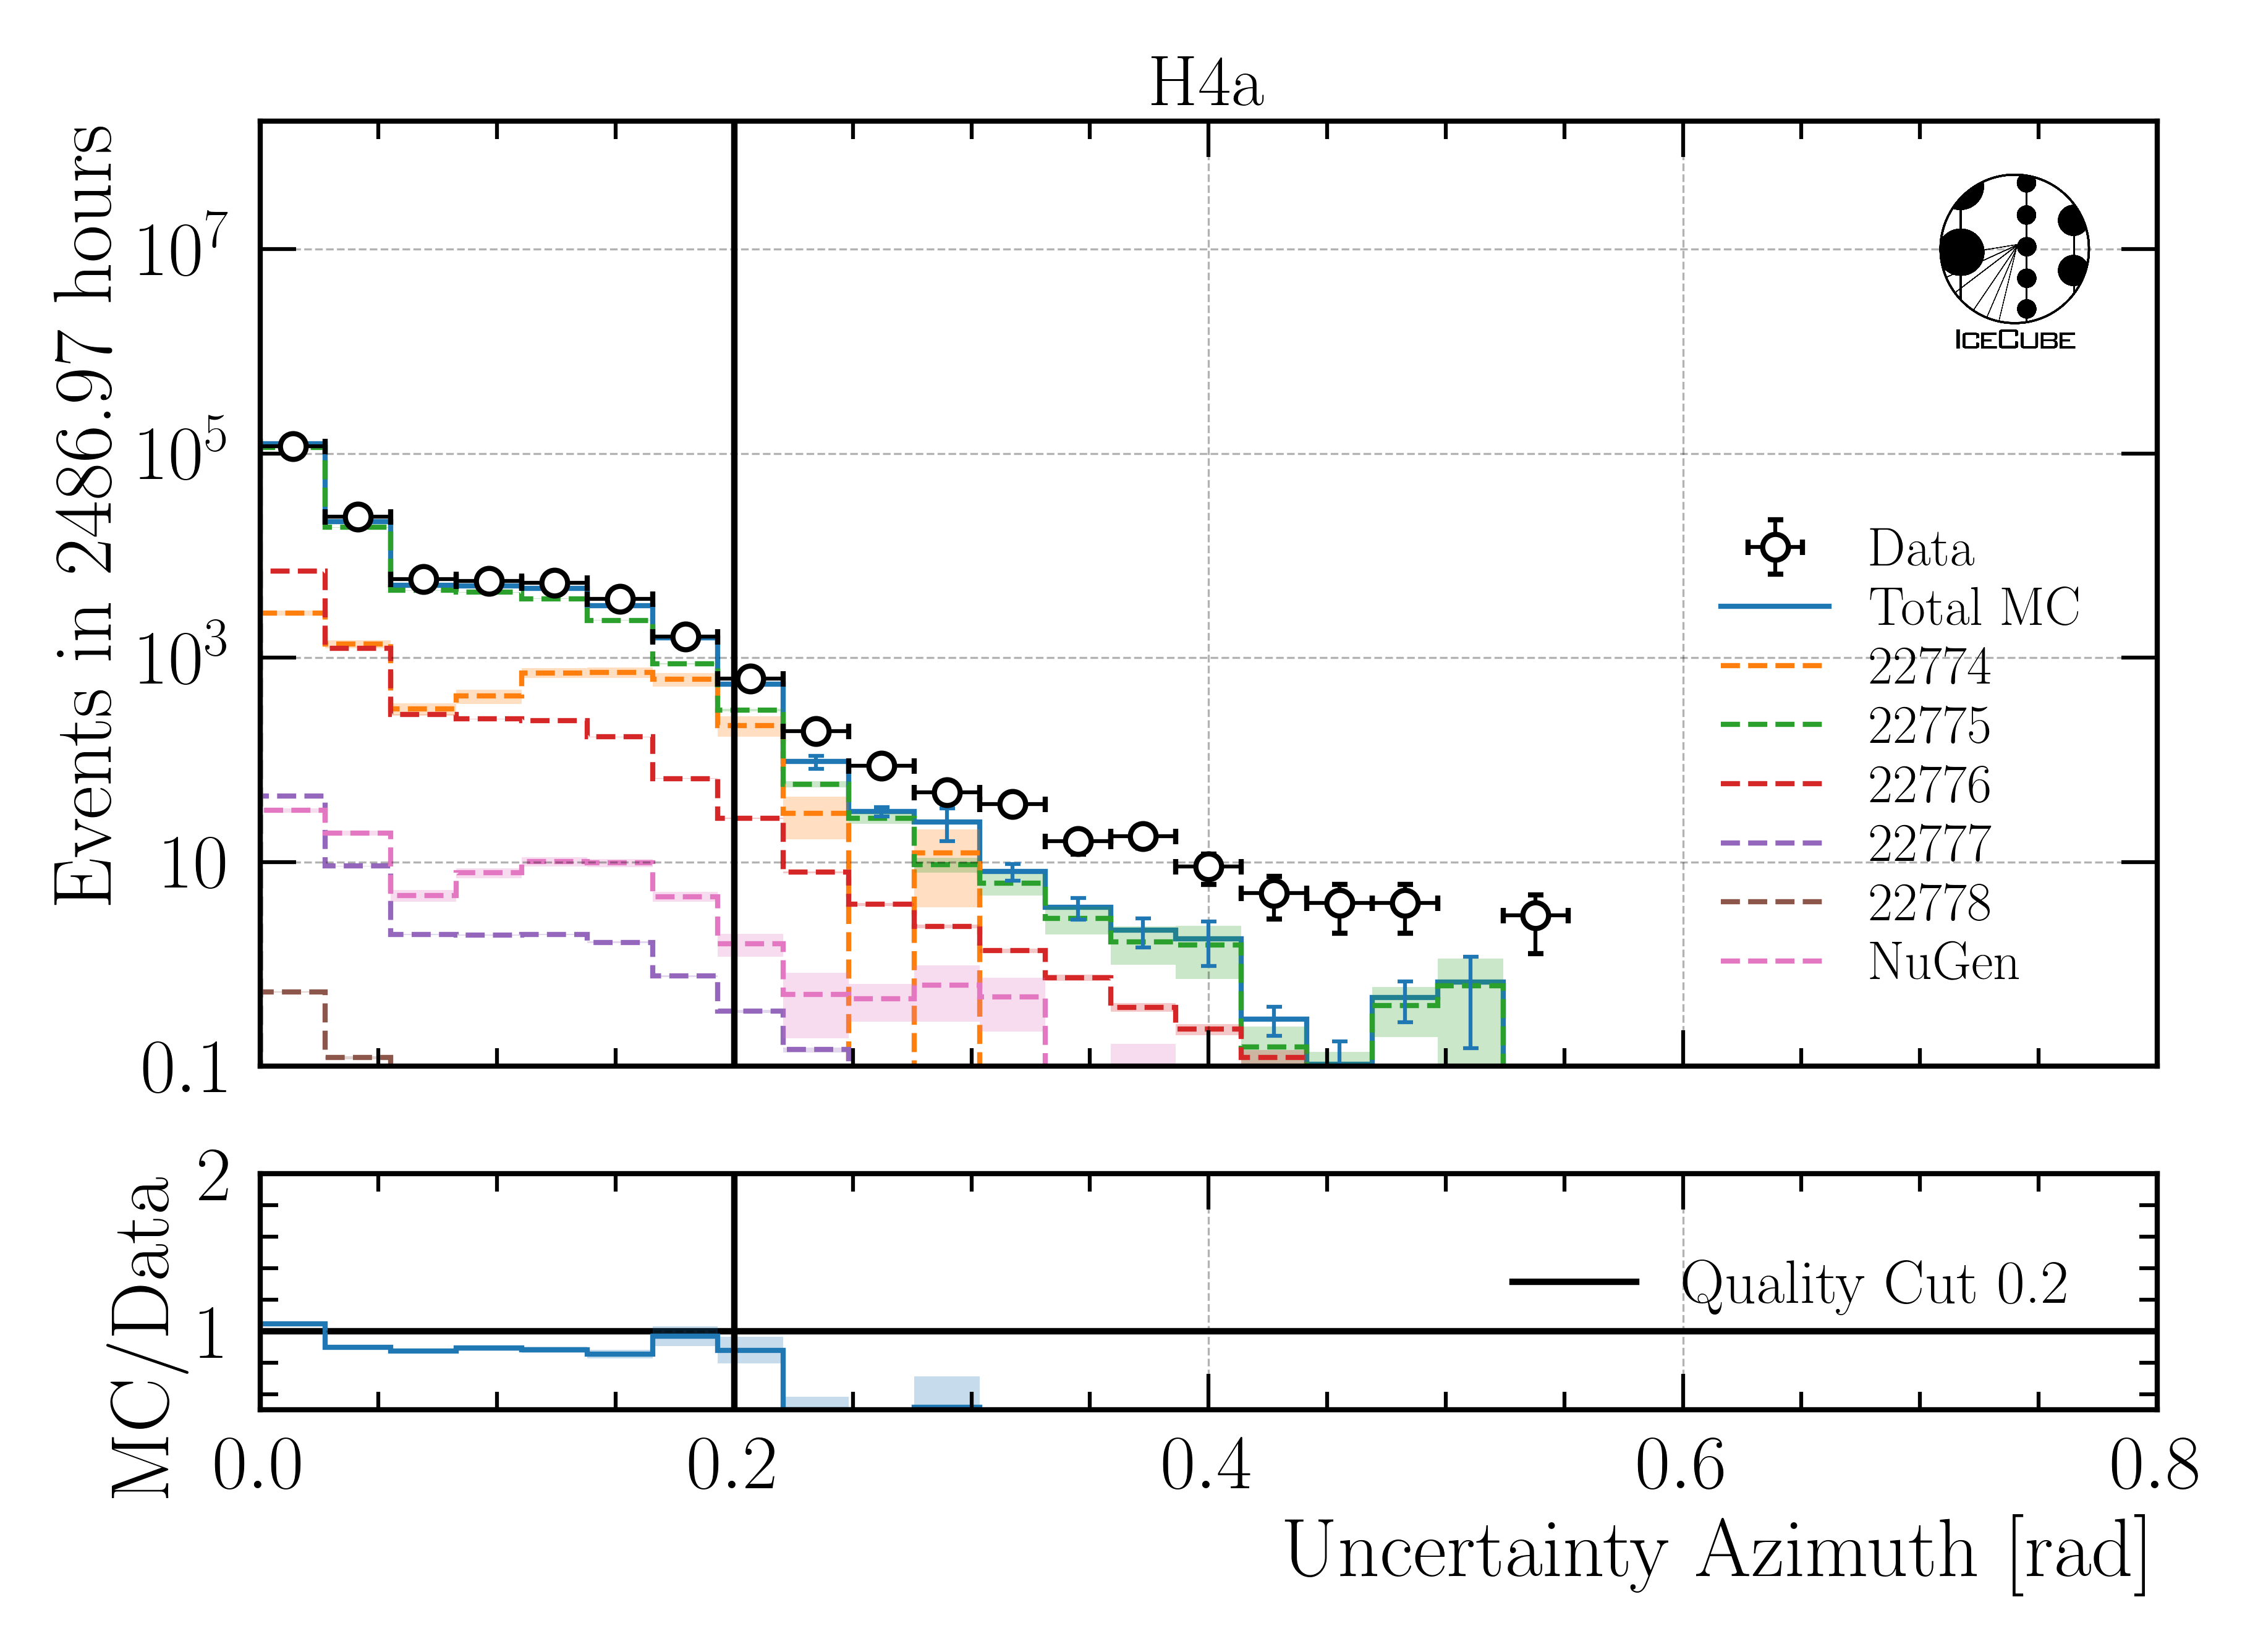 H4a
Events in 2486.97 hours
10^7
10^5
10^3
10
0.1
ICECUBE
Data
Total MC
22774
22775
22776
22777
22778
NuGen
MC/Data
2
1
Quality Cut 0.2
0.0 0.2 0.4 0.6 0.8
Uncertainty Azimuth [rad]